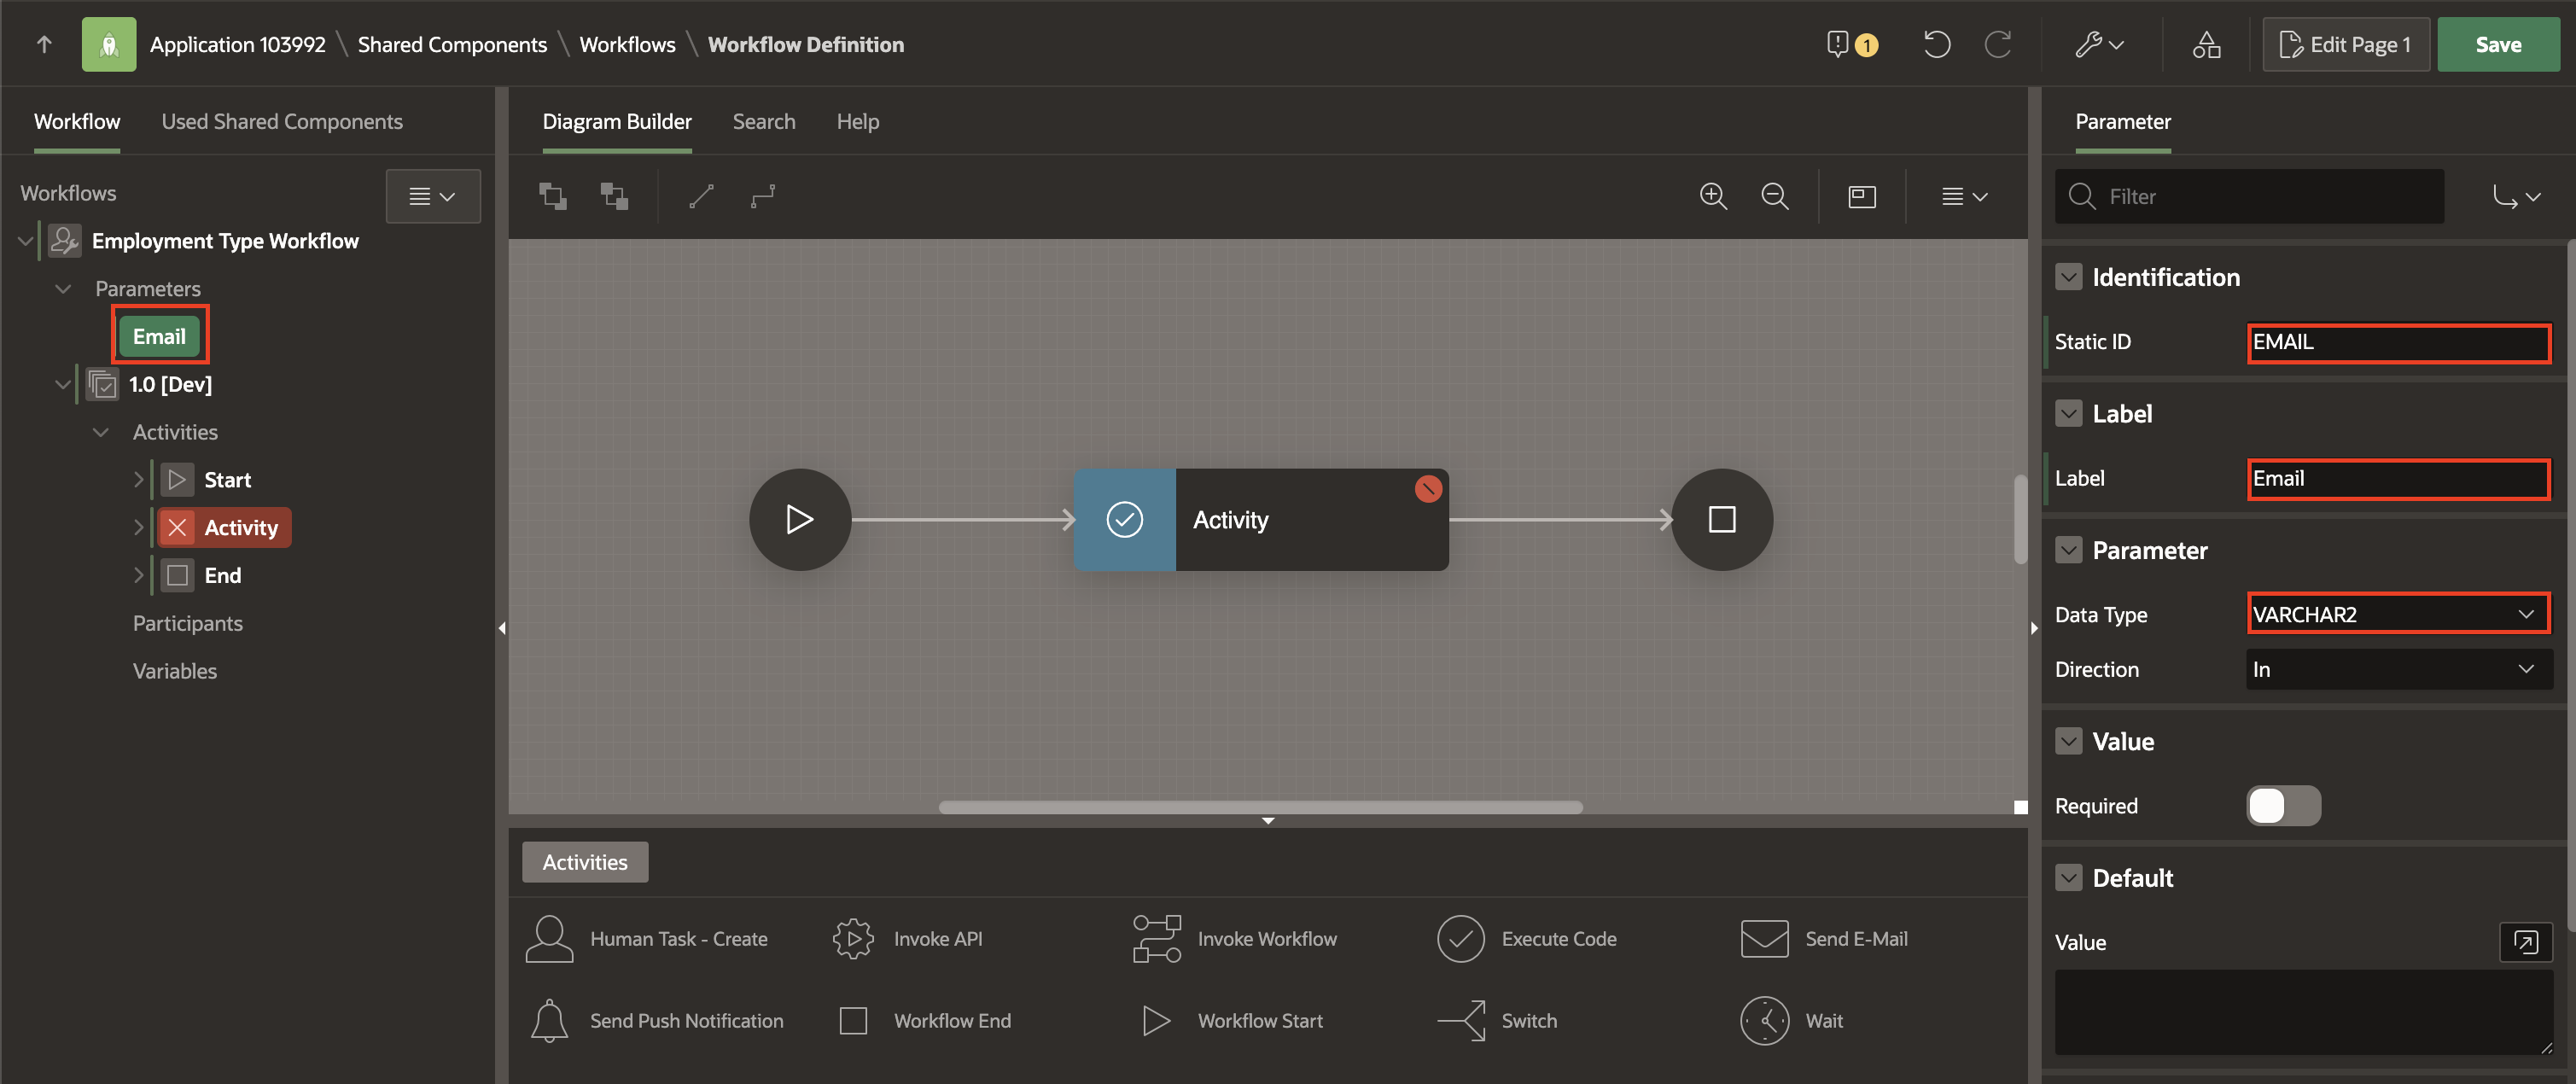 Application 103992 \ Shared Components \ Workflows \ Workflow Definition
1
Edit Page 1
Save
Workflow
Used Shared Components
Workflows
Employment Type Workflow
Parameters
Email
1.0 [Dev]
Activities
Start
Activity
End
Participants
Variables
Diagram Builder
Search
Help
Activity
Activities
Human Task - Create
Invoke API
Invoke Workflow
Execute Code
Send E-Mail
Send Push Notification
Workflow End
Workflow Start
Switch
Wait
Parameter
Filter
Identification
Static ID
EMAIL
Label
Label
Email
Parameter
Data Type
VARCHAR2
Direction
In
Value
Required
Default
Value